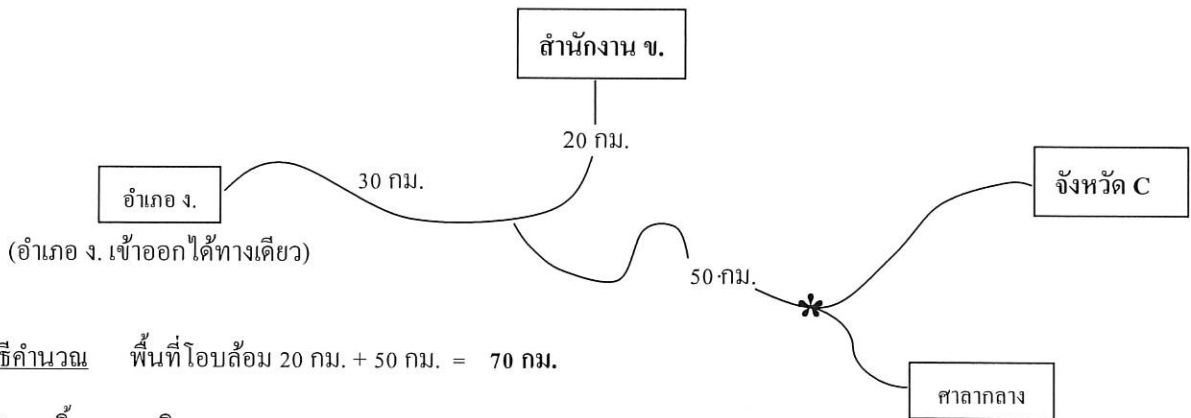 สำนักงาน ข.
20 กม.
30 กม.
อำเภอ ง.
จังหวัด C
(อำเภอ ง. เข้าออกได้ทางเดียว)
50 กม.
*
ธีคำนวณ พื้นที่โอบล้อม 20 กม. + 50 กม. = 70 กม.
ศาลากลาง